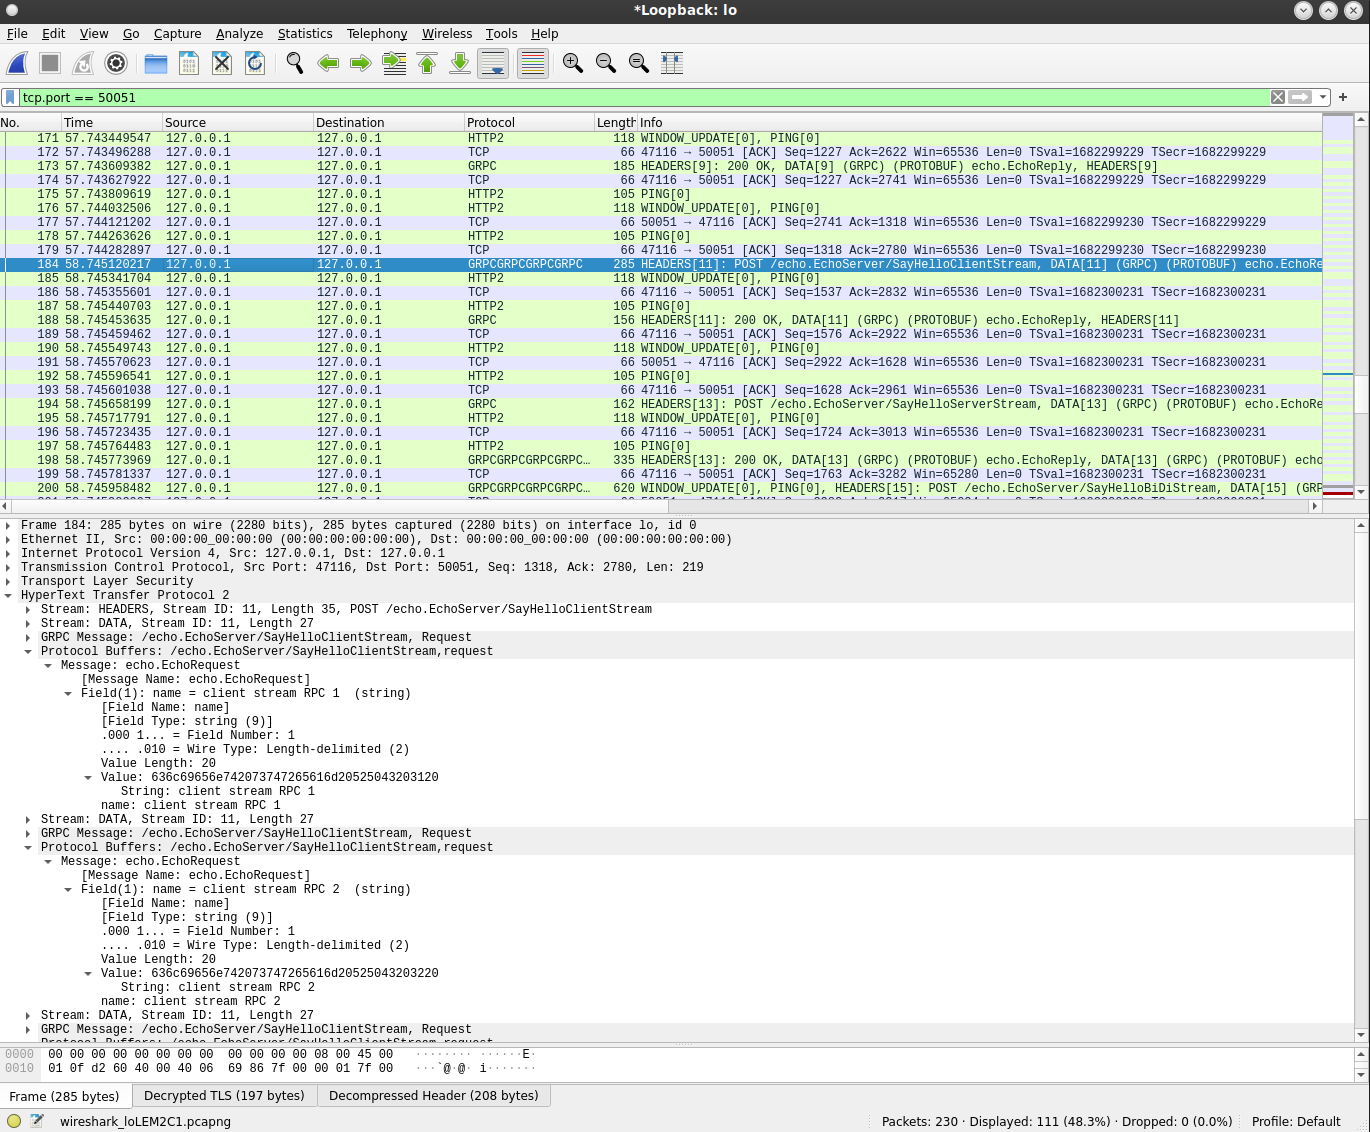 *Loopback: lo
File Edit View Go Capture Analyze Statistics Telephony Wireless Tools Help
tcp.port == 50051
No. Time Source Destination Protocol Length Info
171 57.743449547 127.0.0.1 127.0.0.1 HTTP2 118 WINDOW_UPDATE[0], PING[0]
172 57.743496288 127.0.0.1 127.0.0.1 TCP 66 47116 → 50051 [ACK] Seq=1227 Ack=2622 Win=65536 Len=0 TSval=1682299229 TSecr=1682299229
173 57.743609382 127.0.0.1 127.0.0.1 GRPC 185 HEADERS[9]: 200 OK, DATA[9] (GRPC) (PROTOBUF) echo.EchoReply, HEADERS[9]
174 57.743627922 127.0.0.1 127.0.0.1 TCP 66 47116 → 50051 [ACK] Seq=1227 Ack=2741 Win=65536 Len=0 TSval=1682299229 TSecr=1682299229
175 57.743809619 127.0.0.1 127.0.0.1 HTTP2 105 PING[0]
176 57.744032506 127.0.0.1 127.0.0.1 HTTP2 118 WINDOW_UPDATE[0], PING[0]
177 57.744121202 127.0.0.1 127.0.0.1 TCP 66 50051 → 47116 [ACK] Seq=2741 Ack=1318 Win=65536 Len=0 TSval=1682299230 TSecr=1682299229
178 57.744263626 127.0.0.1 127.0.0.1 HTTP2 105 PING[0]
179 57.744282897 127.0.0.1 127.0.0.1 TCP 66 47116 → 50051 [ACK] Seq=1318 Ack=2780 Win=65536 Len=0 TSval=1682299230 TSecr=1682299230
184 58.745120217 127.0.0.1 127.0.0.1 GRPCGRPCGRPCGRPC 285 HEADERS[11]: POST /echo.EchoServer/SayHelloClientStream, DATA[11] (GRPC) (PROTOBUF) echo.EchoRe
185 58.745341704 127.0.0.1 127.0.0.1 HTTP2 118 WINDOW_UPDATE[0], PING[0]
186 58.745355601 127.0.0.1 127.0.0.1 TCP 66 47116 → 50051 [ACK] Seq=1537 Ack=2832 Win=65536 Len=0 TSval=1682300231 TSecr=1682300231
187 58.745440703 127.0.0.1 127.0.0.1 HTTP2 105 PING[0]
188 58.745453635 127.0.0.1 127.0.0.1 GRPC 156 HEADERS[11]: 200 OK, DATA[11] (GRPC) (PROTOBUF) echo.EchoReply, HEADERS[11]
189 58.745459462 127.0.0.1 127.0.0.1 TCP 66 47116 → 50051 [ACK] Seq=1576 Ack=2922 Win=65536 Len=0 TSval=1682300231 TSecr=1682300231
190 58.745549743 127.0.0.1 127.0.0.1 HTTP2 118 WINDOW_UPDATE[0], PING[0]
191 58.745570623 127.0.0.1 127.0.0.1 TCP 66 50051 → 47116 [ACK] Seq=2922 Ack=1628 Win=65536 Len=0 TSval=1682300231 TSecr=1682300231
192 58.745596541 127.0.0.1 127.0.0.1 HTTP2 105 PING[0]
193 58.745601038 127.0.0.1 127.0.0.1 TCP 66 47116 → 50051 [ACK] Seq=1628 Ack=2961 Win=65536 Len=0 TSval=1682300231 TSecr=1682300231
194 58.745658199 127.0.0.1 127.0.0.1 GRPC 162 HEADERS[13]: POST /echo.EchoServer/SayHelloServerStream, DATA[13] (GRPC) (PROTOBUF) echo.EchoRe
195 58.745717791 127.0.0.1 127.0.0.1 HTTP2 118 WINDOW_UPDATE[0], PING[0]
196 58.745723435 127.0.0.1 127.0.0.1 TCP 66 47116 → 50051 [ACK] Seq=1724 Ack=3013 Win=65536 Len=0 TSval=1682300231 TSecr=1682300231
197 58.745764483 127.0.0.1 127.0.0.1 HTTP2 105 PING[0]
198 58.745773969 127.0.0.1 127.0.0.1 GRPCGRPCGRPCGRPC… 335 HEADERS[13]: 200 OK, DATA[13] (GRPC) (PROTOBUF) echo.EchoReply, DATA[13] (GRPC) (PROTOBUF) echo
199 58.745781337 127.0.0.1 127.0.0.1 TCP 66 47116 → 50051 [ACK] Seq=1763 Ack=3282 Win=65280 Len=0 TSval=1682300231 TSecr=1682300231
200 58.745958482 127.0.0.1 127.0.0.1 GRPCGRPCGRPCGRPC… 620 WINDOW_UPDATE[0], PING[0], HEADERS[15]: POST /echo.EchoServer/SayHelloBiDiStream, DATA[15] (GRP
Frame 184: 285 bytes on wire (2280 bits), 285 bytes captured (2280 bits) on interface lo, id 0
Ethernet II, Src: 00:00:00_00:00:00 (00:00:00:00:00:00), Dst: 00:00:00_00:00:00 (00:00:00:00:00:00)
Internet Protocol Version 4, Src: 127.0.0.1, Dst: 127.0.0.1
Transmission Control Protocol, Src Port: 47116, Dst Port: 50051, Seq: 1318, Ack: 2780, Len: 219
Transport Layer Security
HyperText Transfer Protocol 2
Stream: HEADERS, Stream ID: 11, Length 35, POST /echo.EchoServer/SayHelloClientStream
Stream: DATA, Stream ID: 11, Length 27
GRPC Message: /echo.EchoServer/SayHelloClientStream, Request
Protocol Buffers: /echo.EchoServer/SayHelloClientStream,request
Message: echo.EchoRequest
[Message Name: echo.EchoRequest]
Field(1): name = client stream RPC 1  (string)
[Field Name: name]
[Field Type: string (9)]
.000 1... = Field Number: 1
.... .010 = Wire Type: Length-delimited (2)
Value Length: 20
Value: 636c69656e742073747265616d20525043203120
String: client stream RPC 1
name: client stream RPC 1
Stream: DATA, Stream ID: 11, Length 27
GRPC Message: /echo.EchoServer/SayHelloClientStream, Request
Protocol Buffers: /echo.EchoServer/SayHelloClientStream,request
Message: echo.EchoRequest
[Message Name: echo.EchoRequest]
Field(1): name = client stream RPC 2  (string)
[Field Name: name]
[Field Type: string (9)]
.000 1... = Field Number: 1
.... .010 = Wire Type: Length-delimited (2)
Value Length: 20
Value: 636c69656e742073747265616d20525043203220
String: client stream RPC 2
name: client stream RPC 2
Stream: DATA, Stream ID: 11, Length 27
GRPC Message: /echo.EchoServer/SayHelloClientStream, Request
0000 00 00 00 00 00 00 00 00 00 00 00 00 08 00 45 00 ········ ······E·
0010 01 0f d2 60 40 00 40 06 69 86 7f 00 00 01 7f 00 ···`@·@· i·······
Frame (285 bytes) Decrypted TLS (197 bytes) Decompressed Header (208 bytes)
wireshark_loLEM2C1.pcapng Packets: 230 · Displayed: 111 (48.3%) · Dropped: 0 (0.0%) Profile: Default